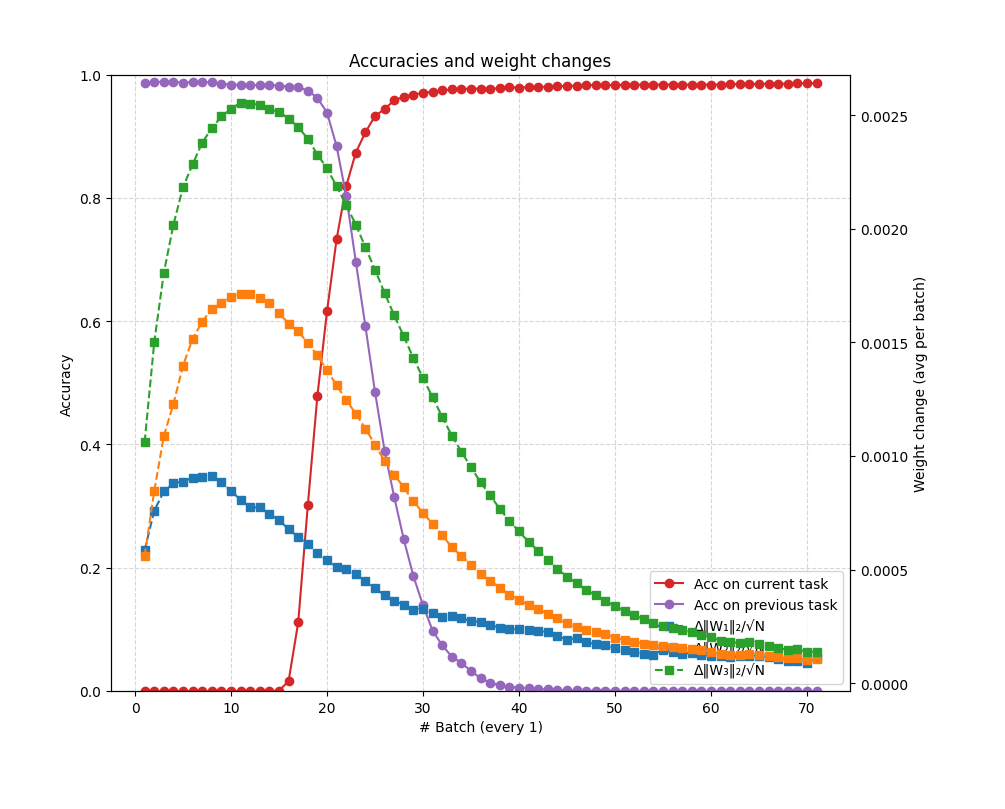 Accuracies and weight changes
1.0
0.8
0.6
0.4
0.2
0.0
Accuracy
0 10 20 30 40 50 60 70
# Batch (every 1)
0.0025
0.0020
0.0015
0.0010
0.0005
0.0000
Weight change (avg per batch)
Acc on current task
Acc on previous task
Δ‖W₁‖₂/√N
Δ‖W₂‖₂/√N
Δ‖W₃‖₂/√N